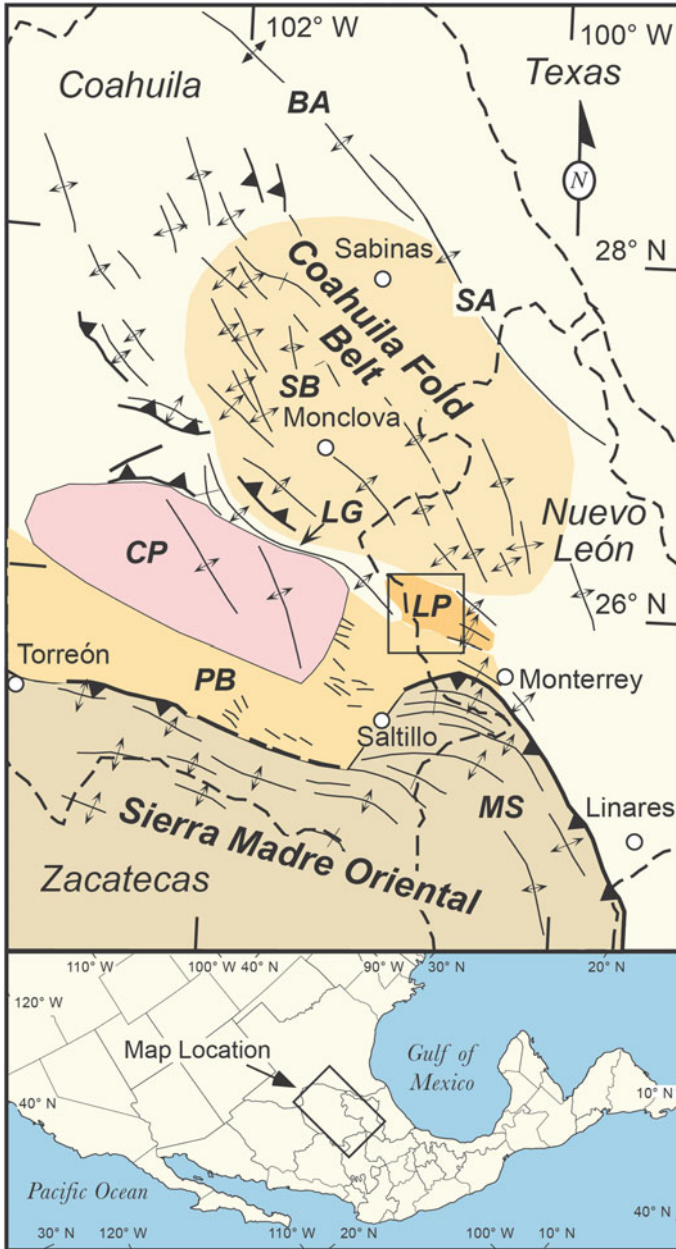 102° W
100° W
Coahuila
Texas
BA
N
Sabinas
28° N
Coahuila Fold
Belt
SA
SB
Monclova
LG
Nuevo
León
CP
LP
26° N
Torreón
PB
Monterrey
Saltillo
MS
Linares
Sierra Madre Oriental
Zacatecas
110° W
100° W
40° N
90° W
30° N
20° N
120° W
Map Location
Gulf of
Mexico
40° N
10° N
Pacific Ocean
40° N
30° N
120° W
110° W
20° N
100° W
10° N